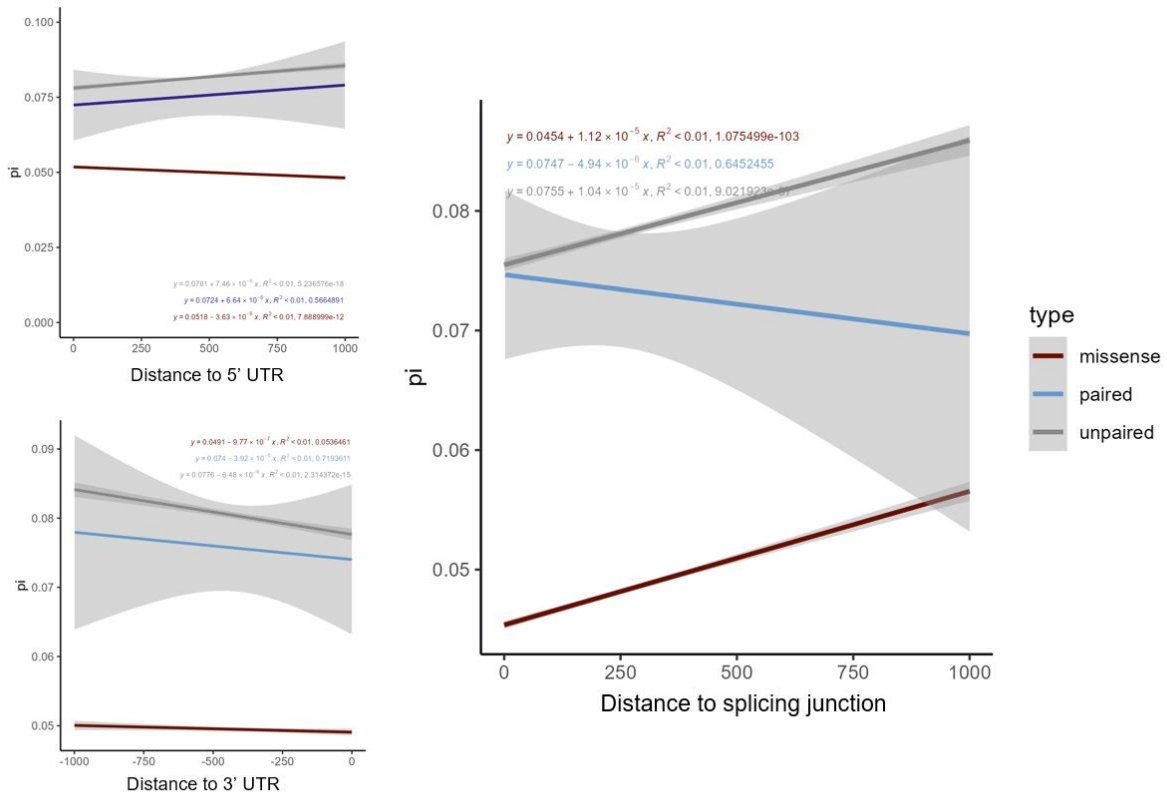 0.100
0.075
0.050
0.025
0.000
pi
y = 0.0781 + 7.46 × 10⁻⁶ x, R² < 0.01, 5.236576e-18
y = 0.0724 + 6.64 × 10⁻⁶ x, R² < 0.01, 0.5664891
y = 0.0518 − 3.63 × 10⁻⁶ x, R² < 0.01, 7.888999e-12
0 250 500 750 1000
Distance to 5' UTR
0.09
0.08
0.07
0.06
0.05
pi
y = 0.0491 − 9.77 × 10⁻⁷ x, R² < 0.01, 0.0536461
y = 0.074 − 3.92 × 10⁻⁶ x, R² < 0.01, 0.7193611
y = 0.0776 − 6.48 × 10⁻⁶ x, R² < 0.01, 2.314372e-15
-1000 -750 -500 -250 0
Distance to 3' UTR
y = 0.0454 + 1.12 × 10⁻⁵ x, R² < 0.01, 1.075499e-103
y = 0.0747 − 4.94 × 10⁻⁶ x, R² < 0.01, 0.6452455
y = 0.0755 + 1.04 × 10⁻⁵ x, R² < 0.01,
0.08
0.07
0.06
0.05
pi
0 250 500 750 1000
Distance to splicing junction
type
missense
paired
unpaired